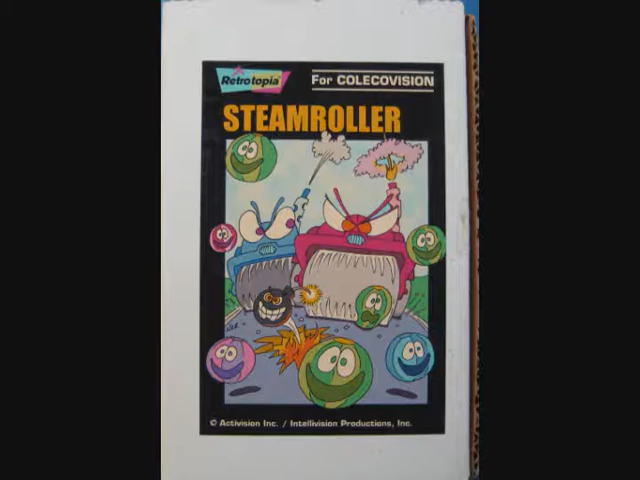 Retrotopia
For COLECOVISION
STEAMROLLER
© Activision Inc. / Intellivision Productions, Inc.